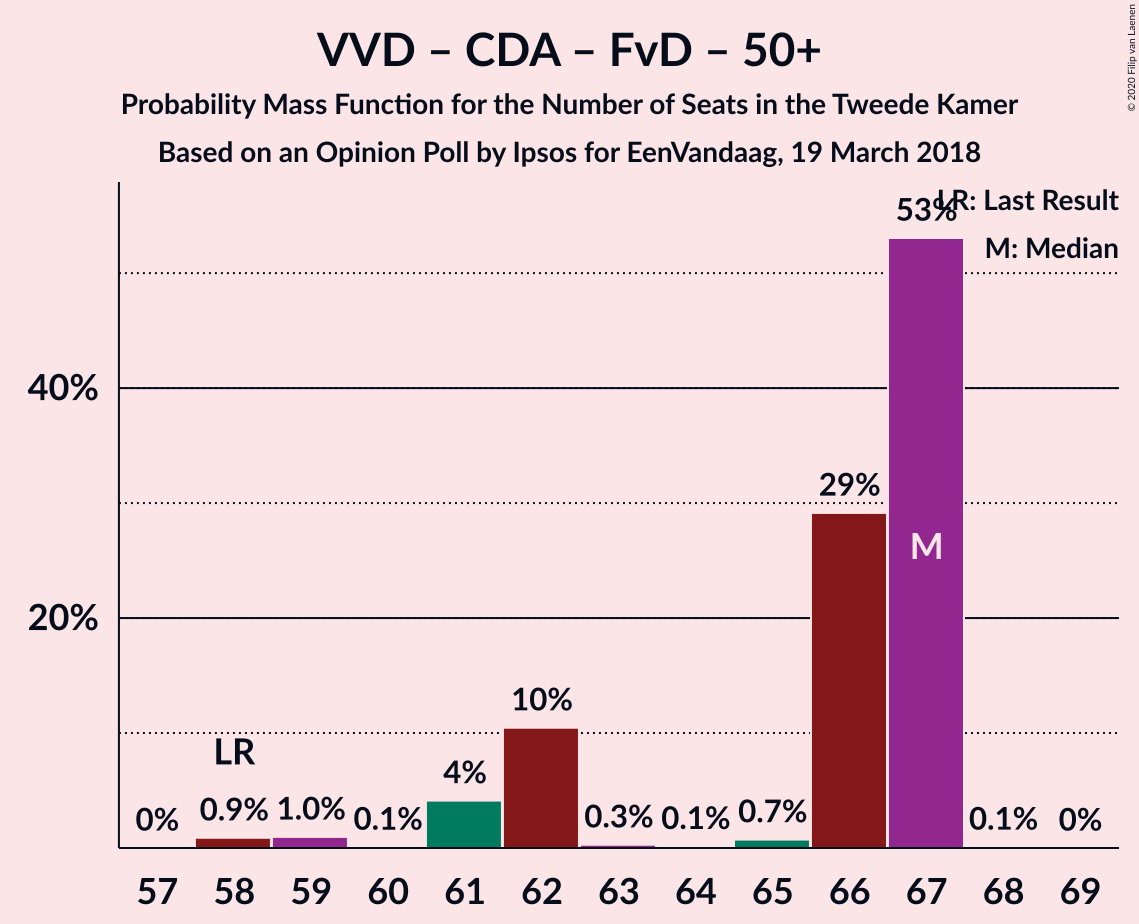 VVD – CDA – FvD – 50+
Probability Mass Function for the Number of Seats in the Tweede Kamer
Based on an Opinion Poll by Ipsos for EenVandaag, 19 March 2018
© 2020 Filip van Laenen
LR: Last Result
M: Median
53%
40%
29%
M
20%
10%
LR
4%
0% 0.9% 1.0% 0.1% 0.3% 0.1% 0.7% 0.1% 0%
57 58 59 60 61 62 63 64 65 66 67 68 69